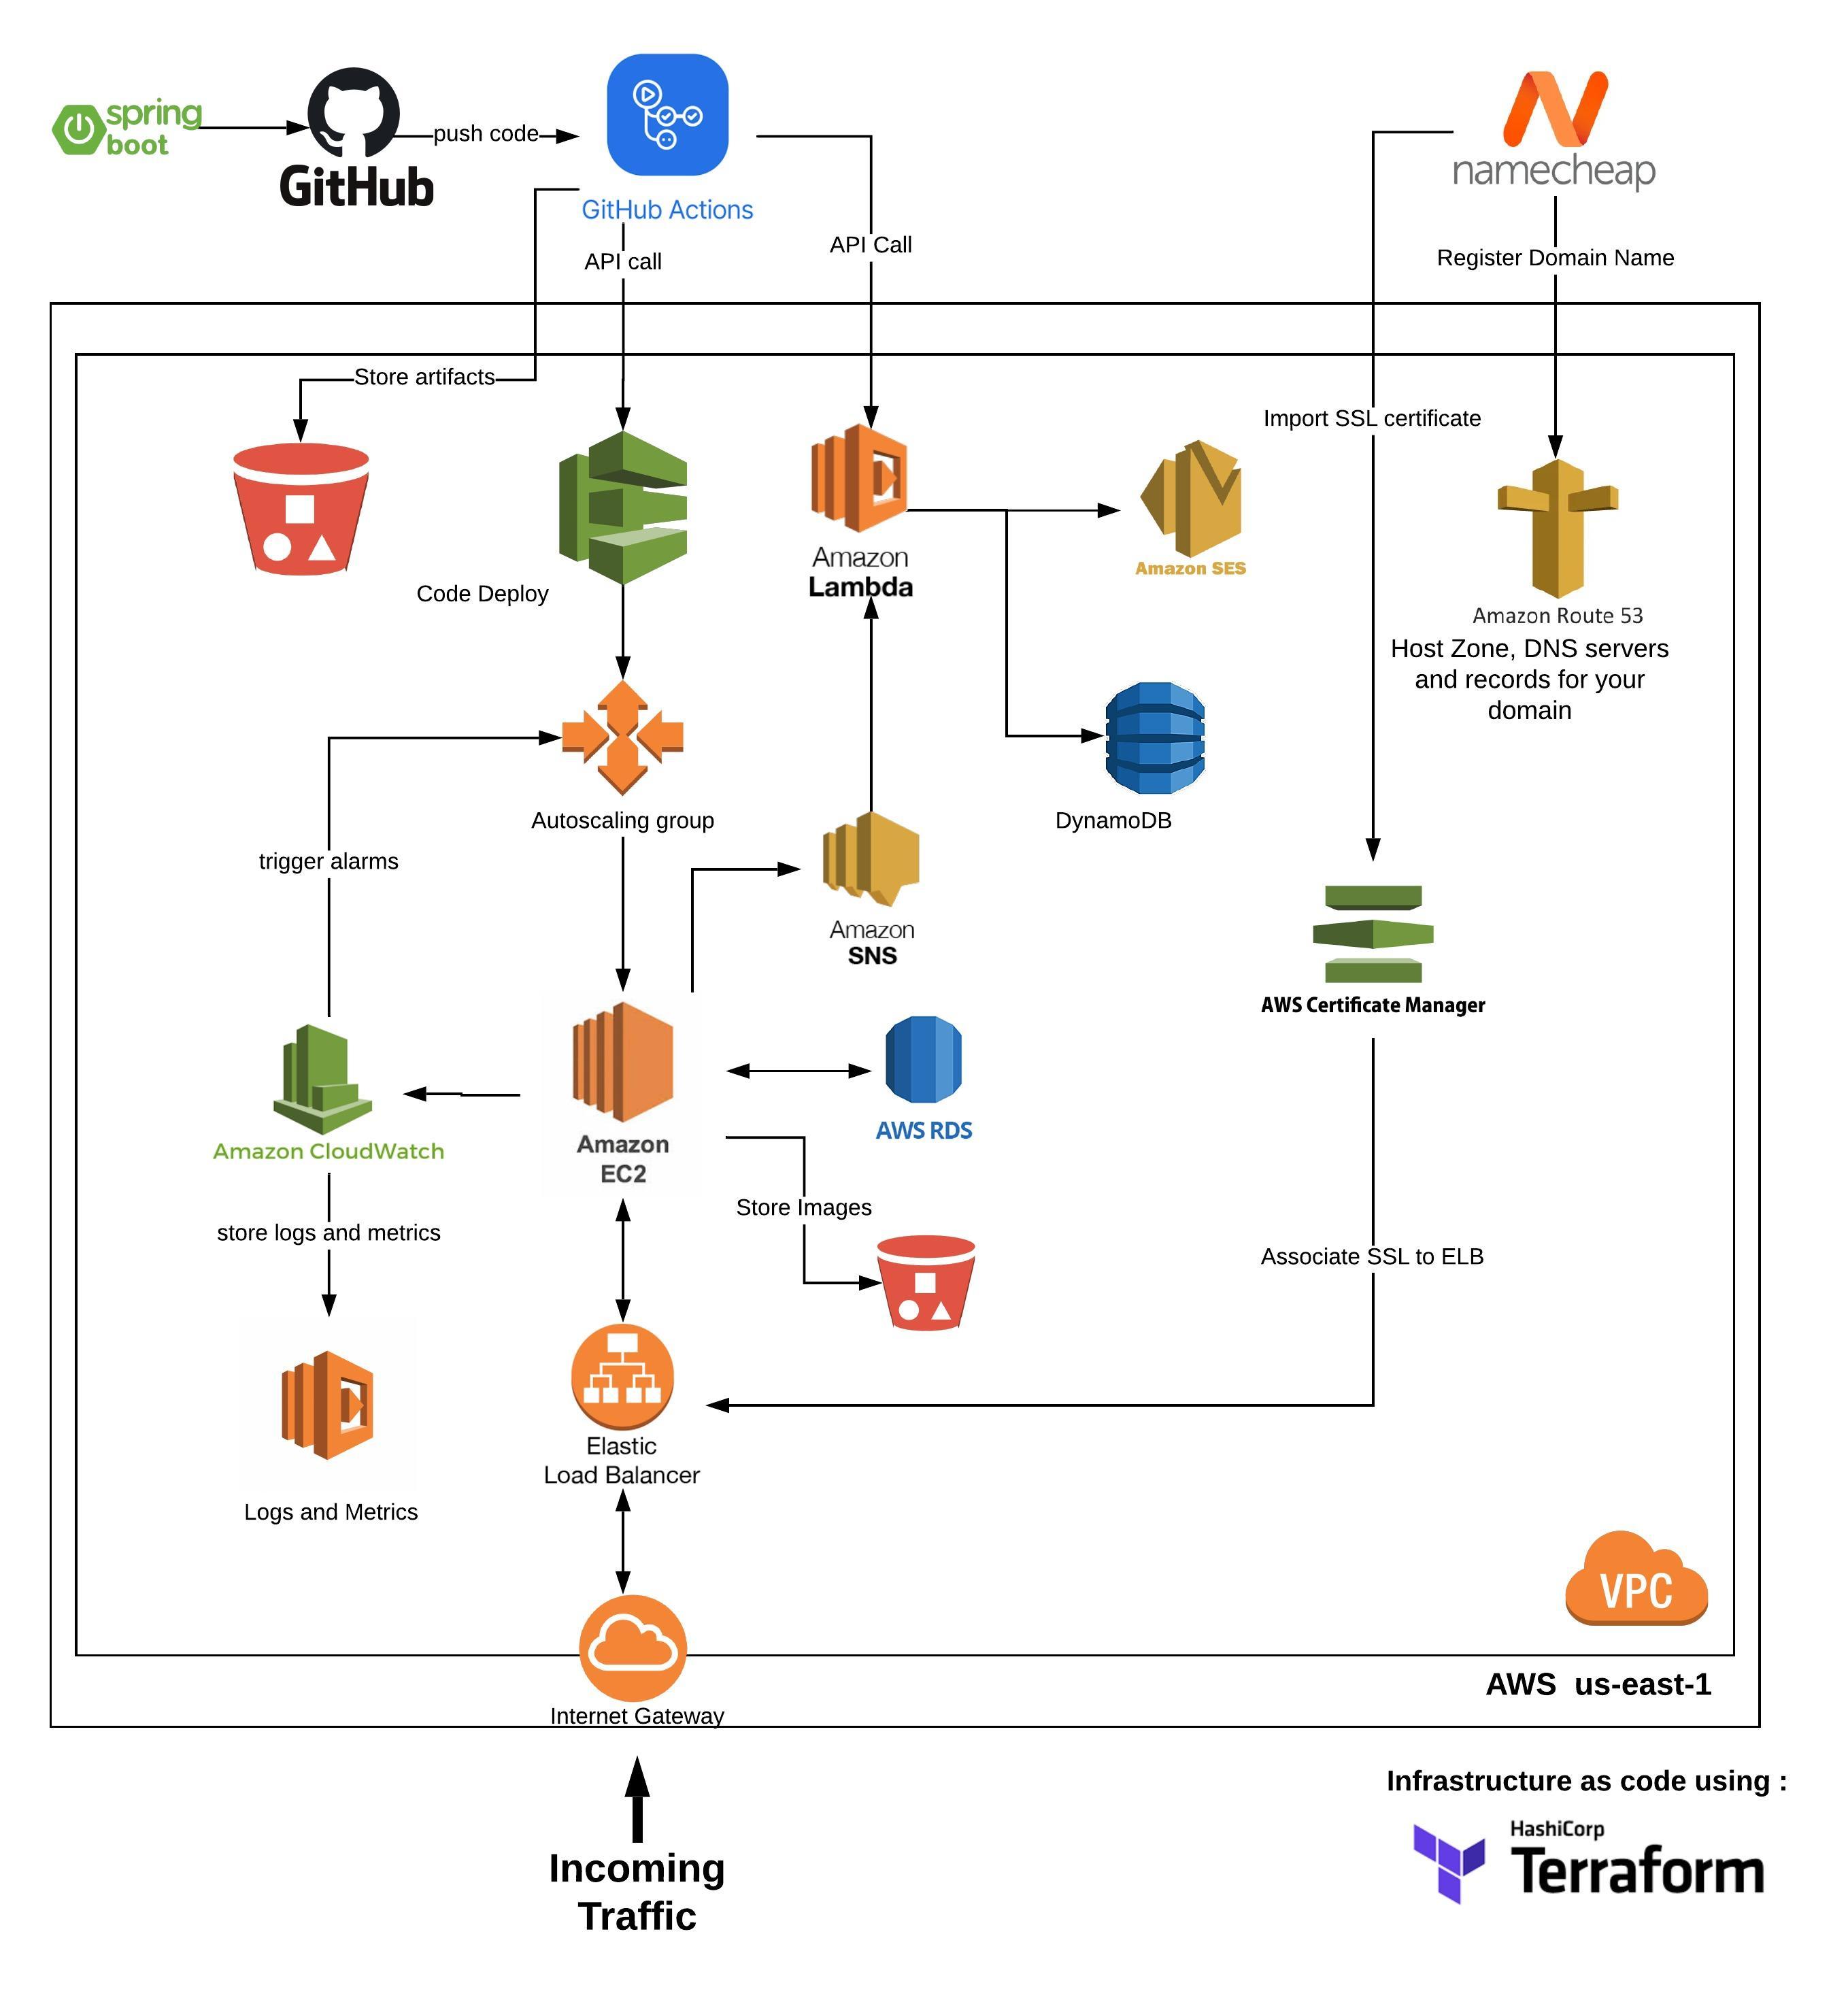 spring
boot
GitHub
push code
GitHub Actions
namecheap
API call
API Call
Register Domain Name
Store artifacts
Import SSL certificate
Amazon
Lambda
Amazon SES
Code Deploy
Amazon Route 53
Host Zone, DNS servers
and records for your
domain
Autoscaling group
DynamoDB
trigger alarms
Amazon
SNS
AWS Certificate Manager
Amazon CloudWatch
Amazon
EC2
AWS RDS
store logs and metrics
Store Images
Associate SSL to ELB
Elastic
Load Balancer
Logs and Metrics
VPC
AWS us-east-1
Internet Gateway
Incoming
Traffic
Infrastructure as code using :
HashiCorp
Terraform